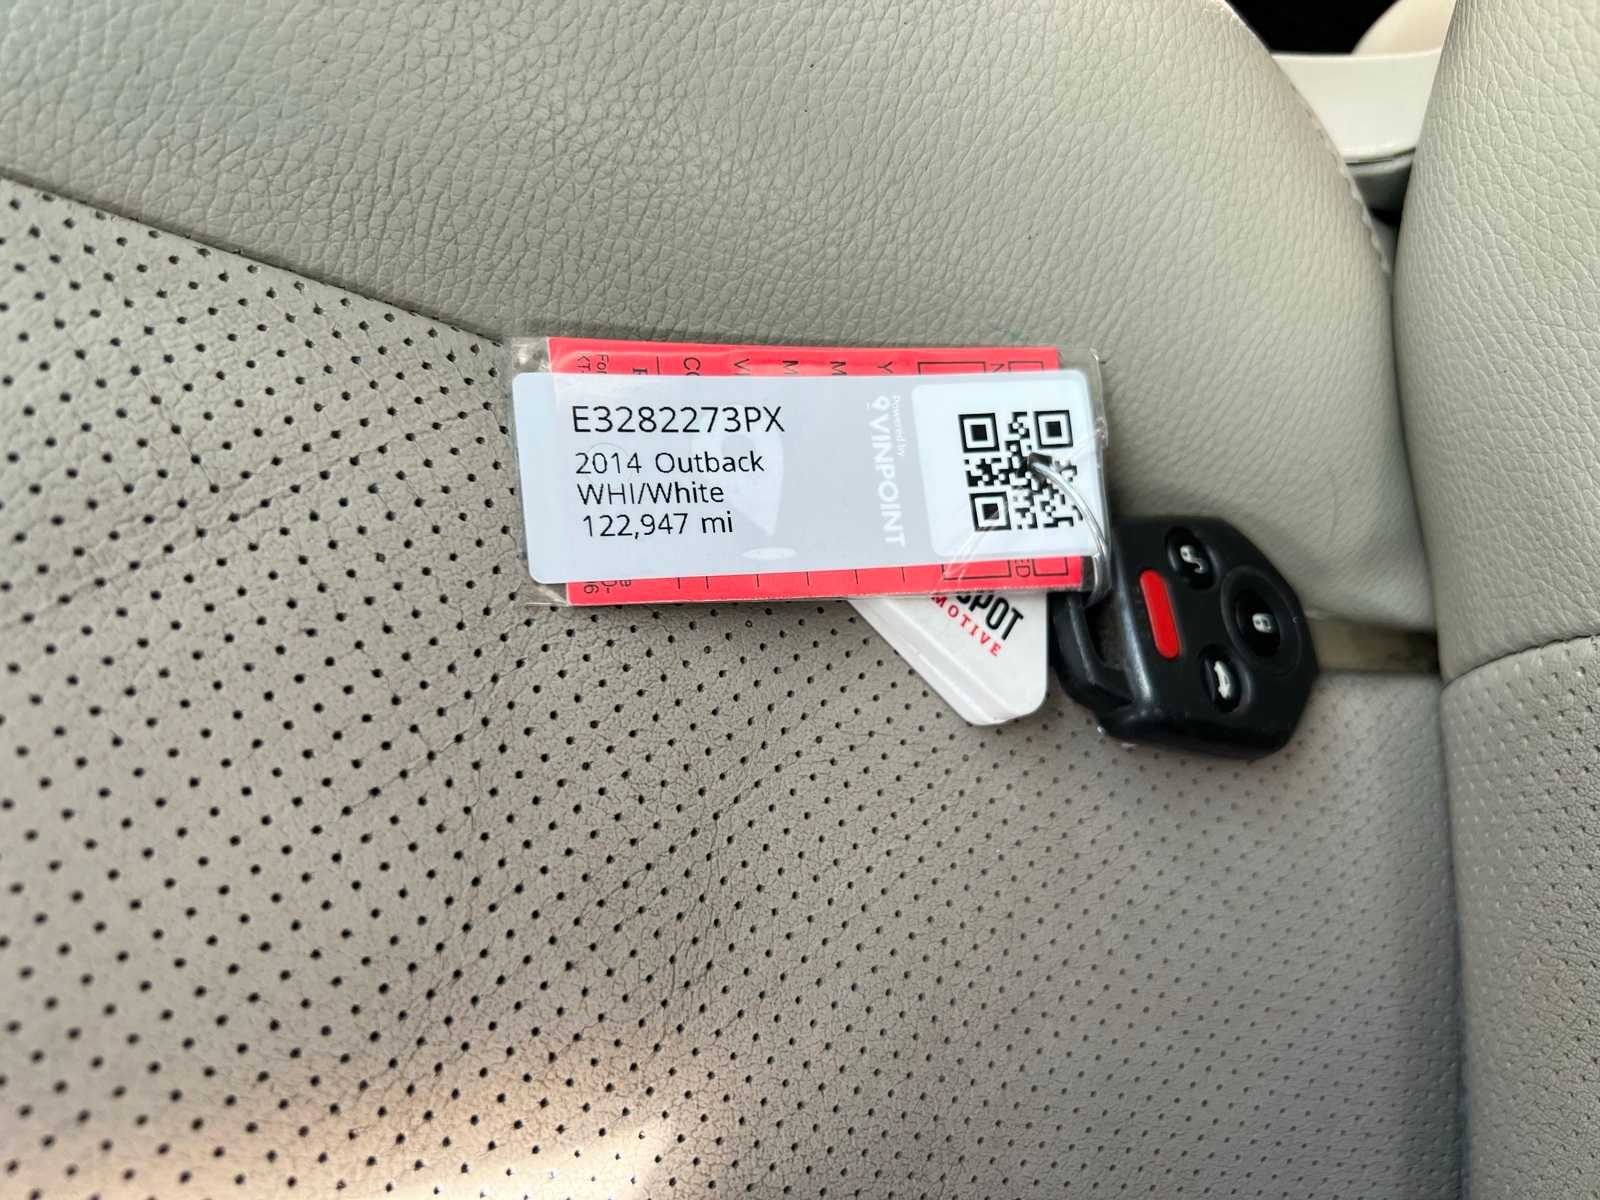 E3282273PX
2014 Outback
WHI/White
122,947 mi
Powered by
VINPOINT
SPOT
MOTIVE